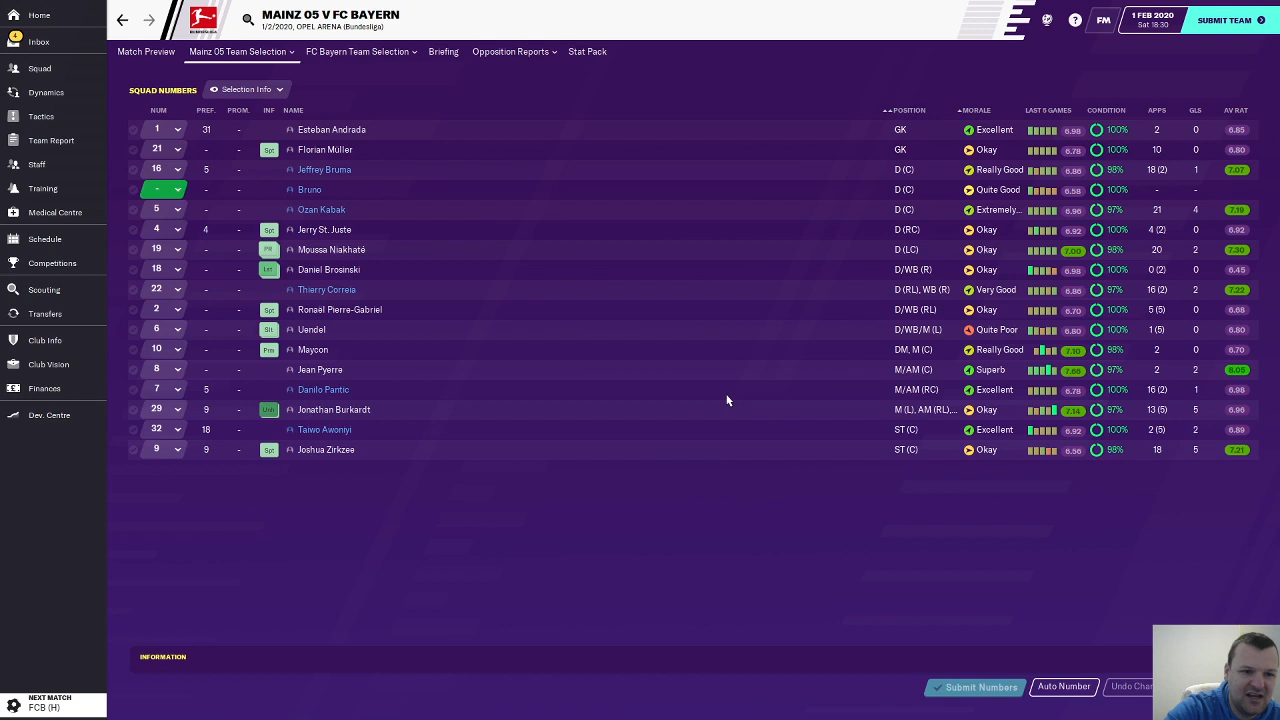 MAINZ 05 V FC BAYERN
1/2/2020, OPEL ARENA (Bundesliga)
FM
1 FEB 2020
Sat 18:30
SUBMIT TEAM
4
Inbox
Home
Squad
Dynamics
Tactics
Team Report
Staff
Training
Medical Centre
Schedule
Competitions
Scouting
Transfers
Club Info
Club Vision
Finances
Dev. Centre
NEXT MATCH
FCB (H)
Match Preview Mainz 05 Team Selection FC Bayern Team Selection Briefing Opposition Reports Stat Pack
SQUAD NUMBERS Selection Info
NUM PREF. PROM. INF NAME POSITION MORALE LAST 5 GAMES CONDITION APPS GLS AV RAT
1 31 - Esteban Andrada GK Excellent 6.98 100% 2 0 6.85
21 - - Spt Florian Müller GK Okay 6.78 100% 10 0 6.80
16 5 - Jeffrey Bruma D (C) Really Good 6.86 98% 18 (2) 1 7.07
- - - Bruno D (C) Quite Good 6.58 100% - -
5 - - Ozan Kabak D (C) Extremely... 6.96 97% 21 4 7.19
4 4 - Spt Jerry St. Juste D (RC) Okay 6.92 100% 4 (2) 0 6.92
19 - - PR Moussa Niakhaté D (LC) Okay 7.00 98% 20 2 7.30
18 - - Lst Daniel Brosinski D/WB (R) Okay 6.98 100% 0 (2) 0 6.45
22 - - Thierry Correia D (RL), WB (R) Very Good 6.86 97% 16 (2) 2 7.22
2 - - Spt Ronaël Pierre-Gabriel D/WB (RL) Okay 6.70 100% 5 (5) 0 6.68
6 - - Slt Uendel D/WB/M (L) Quite Poor 6.80 100% 1 (5) 0 6.80
10 - - Prm Maycon DM, M (C) Really Good 7.10 98% 2 0 6.70
8 - - Jean Pyerre M/AM (C) Superb 7.66 97% 2 2 8.05
7 5 - Danilo Pantic M/AM (RC) Excellent 6.78 100% 16 (2) 1 6.98
29 9 - Unh Jonathan Burkardt M (L), AM (RL),... Okay 7.14 97% 13 (5) 5 6.96
32 18 - Taiwo Awoniyi ST (C) Excellent 6.92 100% 2 (5) 2 6.89
9 9 - Spt Joshua Zirkzee ST (C) Okay 6.56 98% 18 5 7.21
INFORMATION
Submit Numbers Auto Number Undo Chan